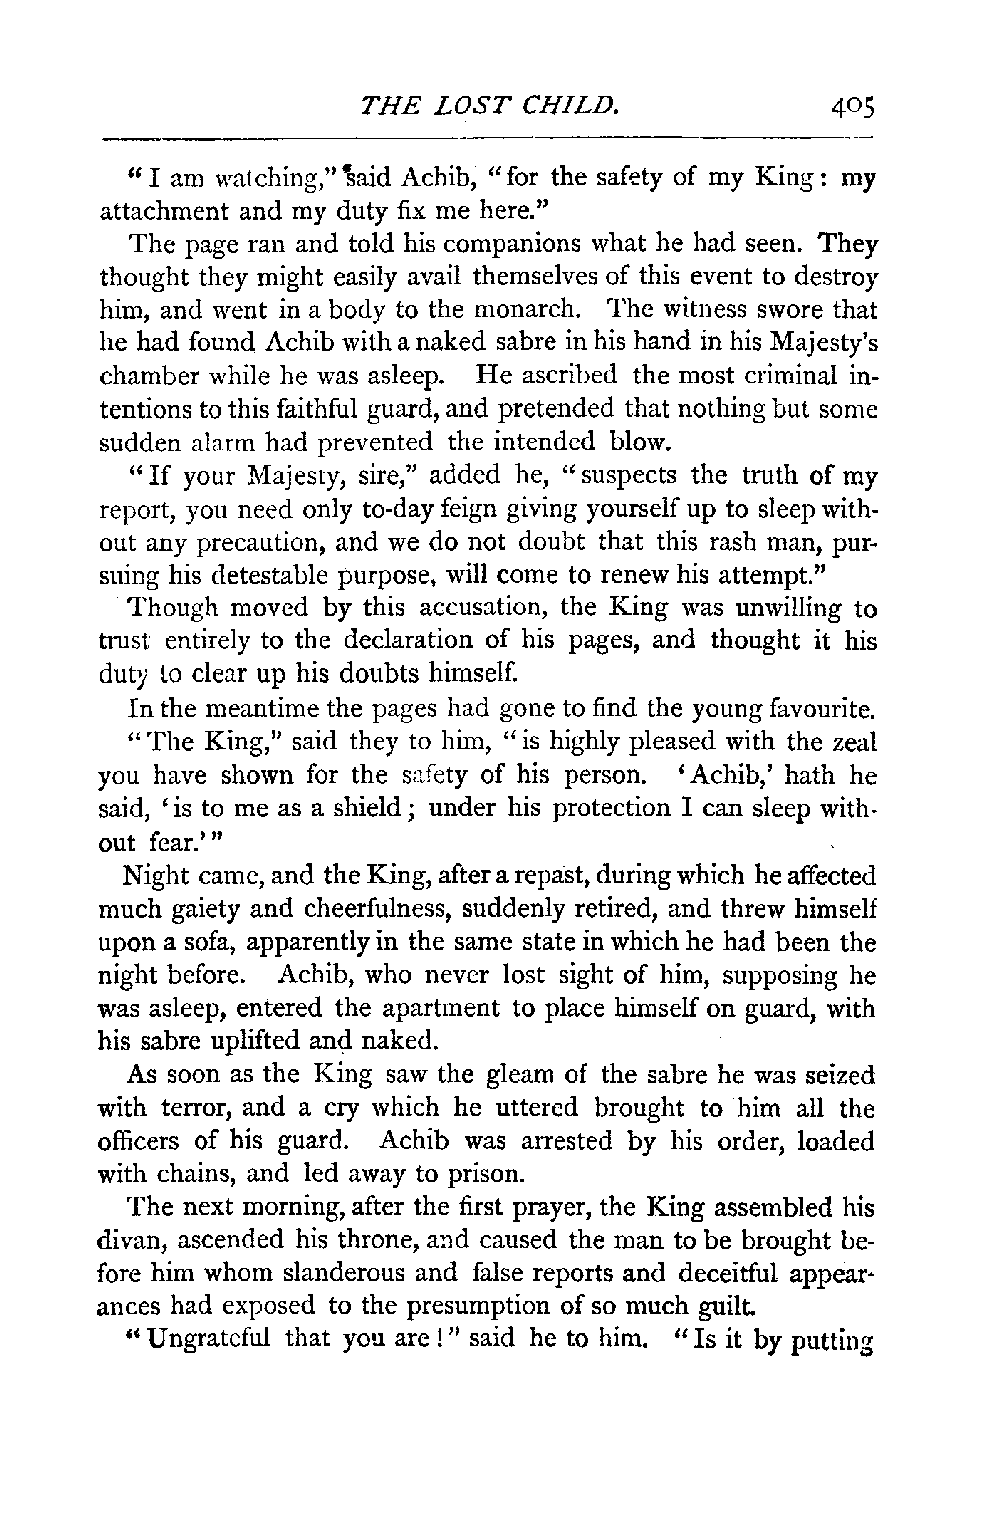 THE LOST CHILD. 405
"I am watching," said Achib, "for the safety of my King: my
attachment and my duty fix me here."
The page ran and told his companions what he had seen. They
thought they might easily avail themselves of this event to destroy
him, and went in a body to the monarch. The witness swore that
he had found Achib with a naked sabre in his hand in his Majesty's
chamber while he was asleep. He ascribed the most criminal in-
tentions to this faithful guard, and pretended that nothing but some
sudden alarm had prevented the intended blow.
"If your Majesty, sire," added he, "suspects the truth of my
report, you need only to-day feign giving yourself up to sleep with-
out any precaution, and we do not doubt that this rash man, pur-
suing his detestable purpose, will come to renew his attempt."
Though moved by this accusation, the King was unwilling to
trust entirely to the declaration of his pages, and thought it his
duty to clear up his doubts himself.
In the meantime the pages had gone to find the young favourite.
"The King," said they to him, "is highly pleased with the zeal
you have shown for the safety of his person. 'Achib,' hath he
said, 'is to me as a shield; under his protection I can sleep with-
out fear.'"
Night came, and the King, after a repast, during which he affected
much gaiety and cheerfulness, suddenly retired, and threw himself
upon a sofa, apparently in the same state in which he had been the
night before. Achib, who never lost sight of him, supposing he
was asleep, entered the apartment to place himself on guard, with
his sabre uplifted and naked.
As soon as the King saw the gleam of the sabre he was seized
with terror, and a cry which he uttered brought to him all the
officers of his guard. Achib was arrested by his order, loaded
with chains, and led away to prison.
The next morning, after the first prayer, the King assembled his
divan, ascended his throne, and caused the man to be brought be-
fore him whom slanderous and false reports and deceitful appear-
ances had exposed to the presumption of so much guilt.
"Ungrateful that you are!" said he to him. "Is it by putting